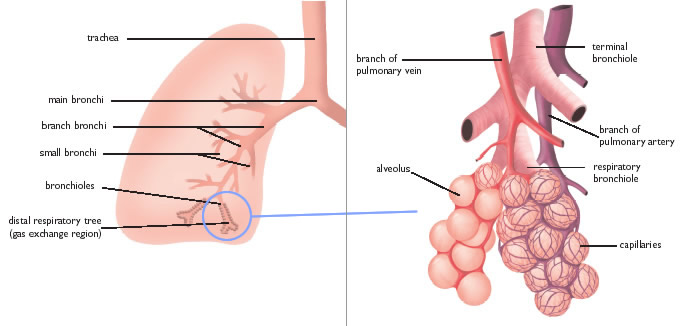 trachea
main bronchi
branch bronchi
small bronchi
bronchioles
distal respiratory tree
(gas exchange region)
branch of
pulmonary vein
alveolus
terminal
bronchiole
branch of
pulmonary artery
respiratory
bronchiole
capillaries